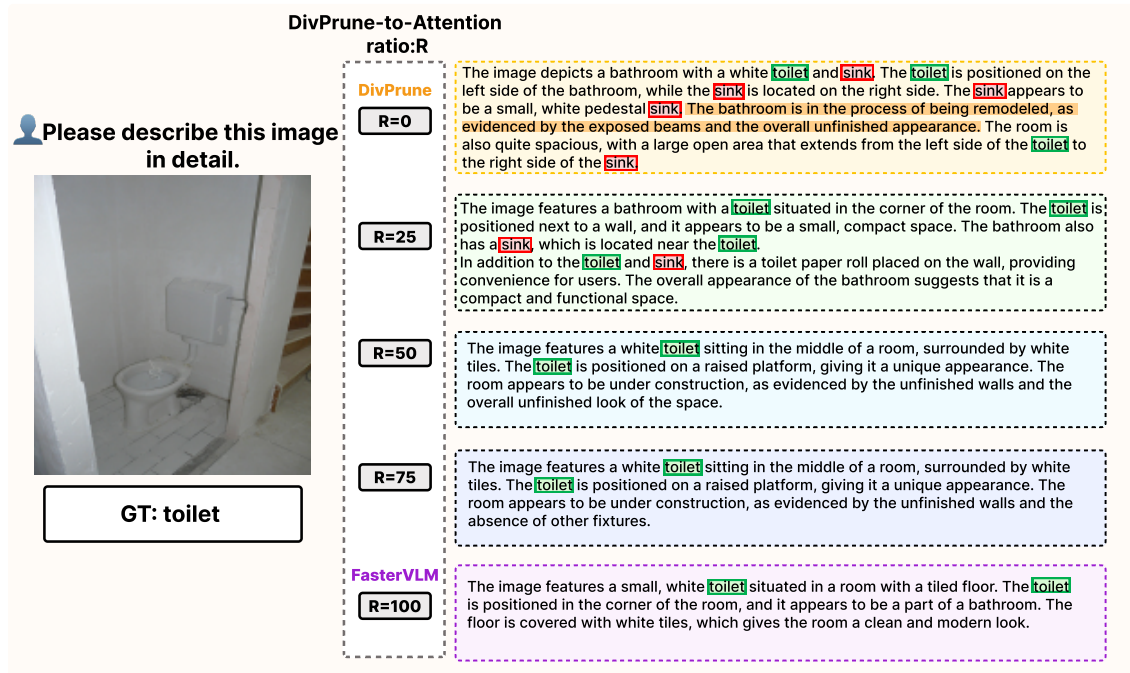 DivPrune-to-Attention
ratio:R
Please describe this image
in detail.
GT: toilet
DivPrune
R=0
The image depicts a bathroom with a white toilet and sink. The toilet is positioned on the
left side of the bathroom, while the sink is located on the right side. The sink appears to
be a small, white pedestal sink. The bathroom is in the process of being remodeled, as
evidenced by the exposed beams and the overall unfinished appearance. The room is
also quite spacious, with a large open area that extends from the left side of the toilet to
the right side of the sink.
R=25
The image features a bathroom with a toilet situated in the corner of the room. The toilet is
positioned next to a wall, and it appears to be a small, compact space. The bathroom also
has a sink, which is located near the toilet.
In addition to the toilet and sink, there is a toilet paper roll placed on the wall, providing
convenience for users. The overall appearance of the bathroom suggests that it is a
compact and functional space.
R=50
The image features a white toilet sitting in the middle of a room, surrounded by white
tiles. The toilet is positioned on a raised platform, giving it a unique appearance. The
room appears to be under construction, as evidenced by the unfinished walls and the
overall unfinished look of the space.
R=75
The image features a white toilet sitting in the middle of a room, surrounded by white
tiles. The toilet is positioned on a raised platform, giving it a unique appearance. The
room appears to be under construction, as evidenced by the unfinished walls and the
absence of other fixtures.
FasterVLM
R=100
The image features a small, white toilet situated in a room with a tiled floor. The toilet
is positioned in the corner of the room, and it appears to be a part of a bathroom. The
floor is covered with white tiles, which gives the room a clean and modern look.